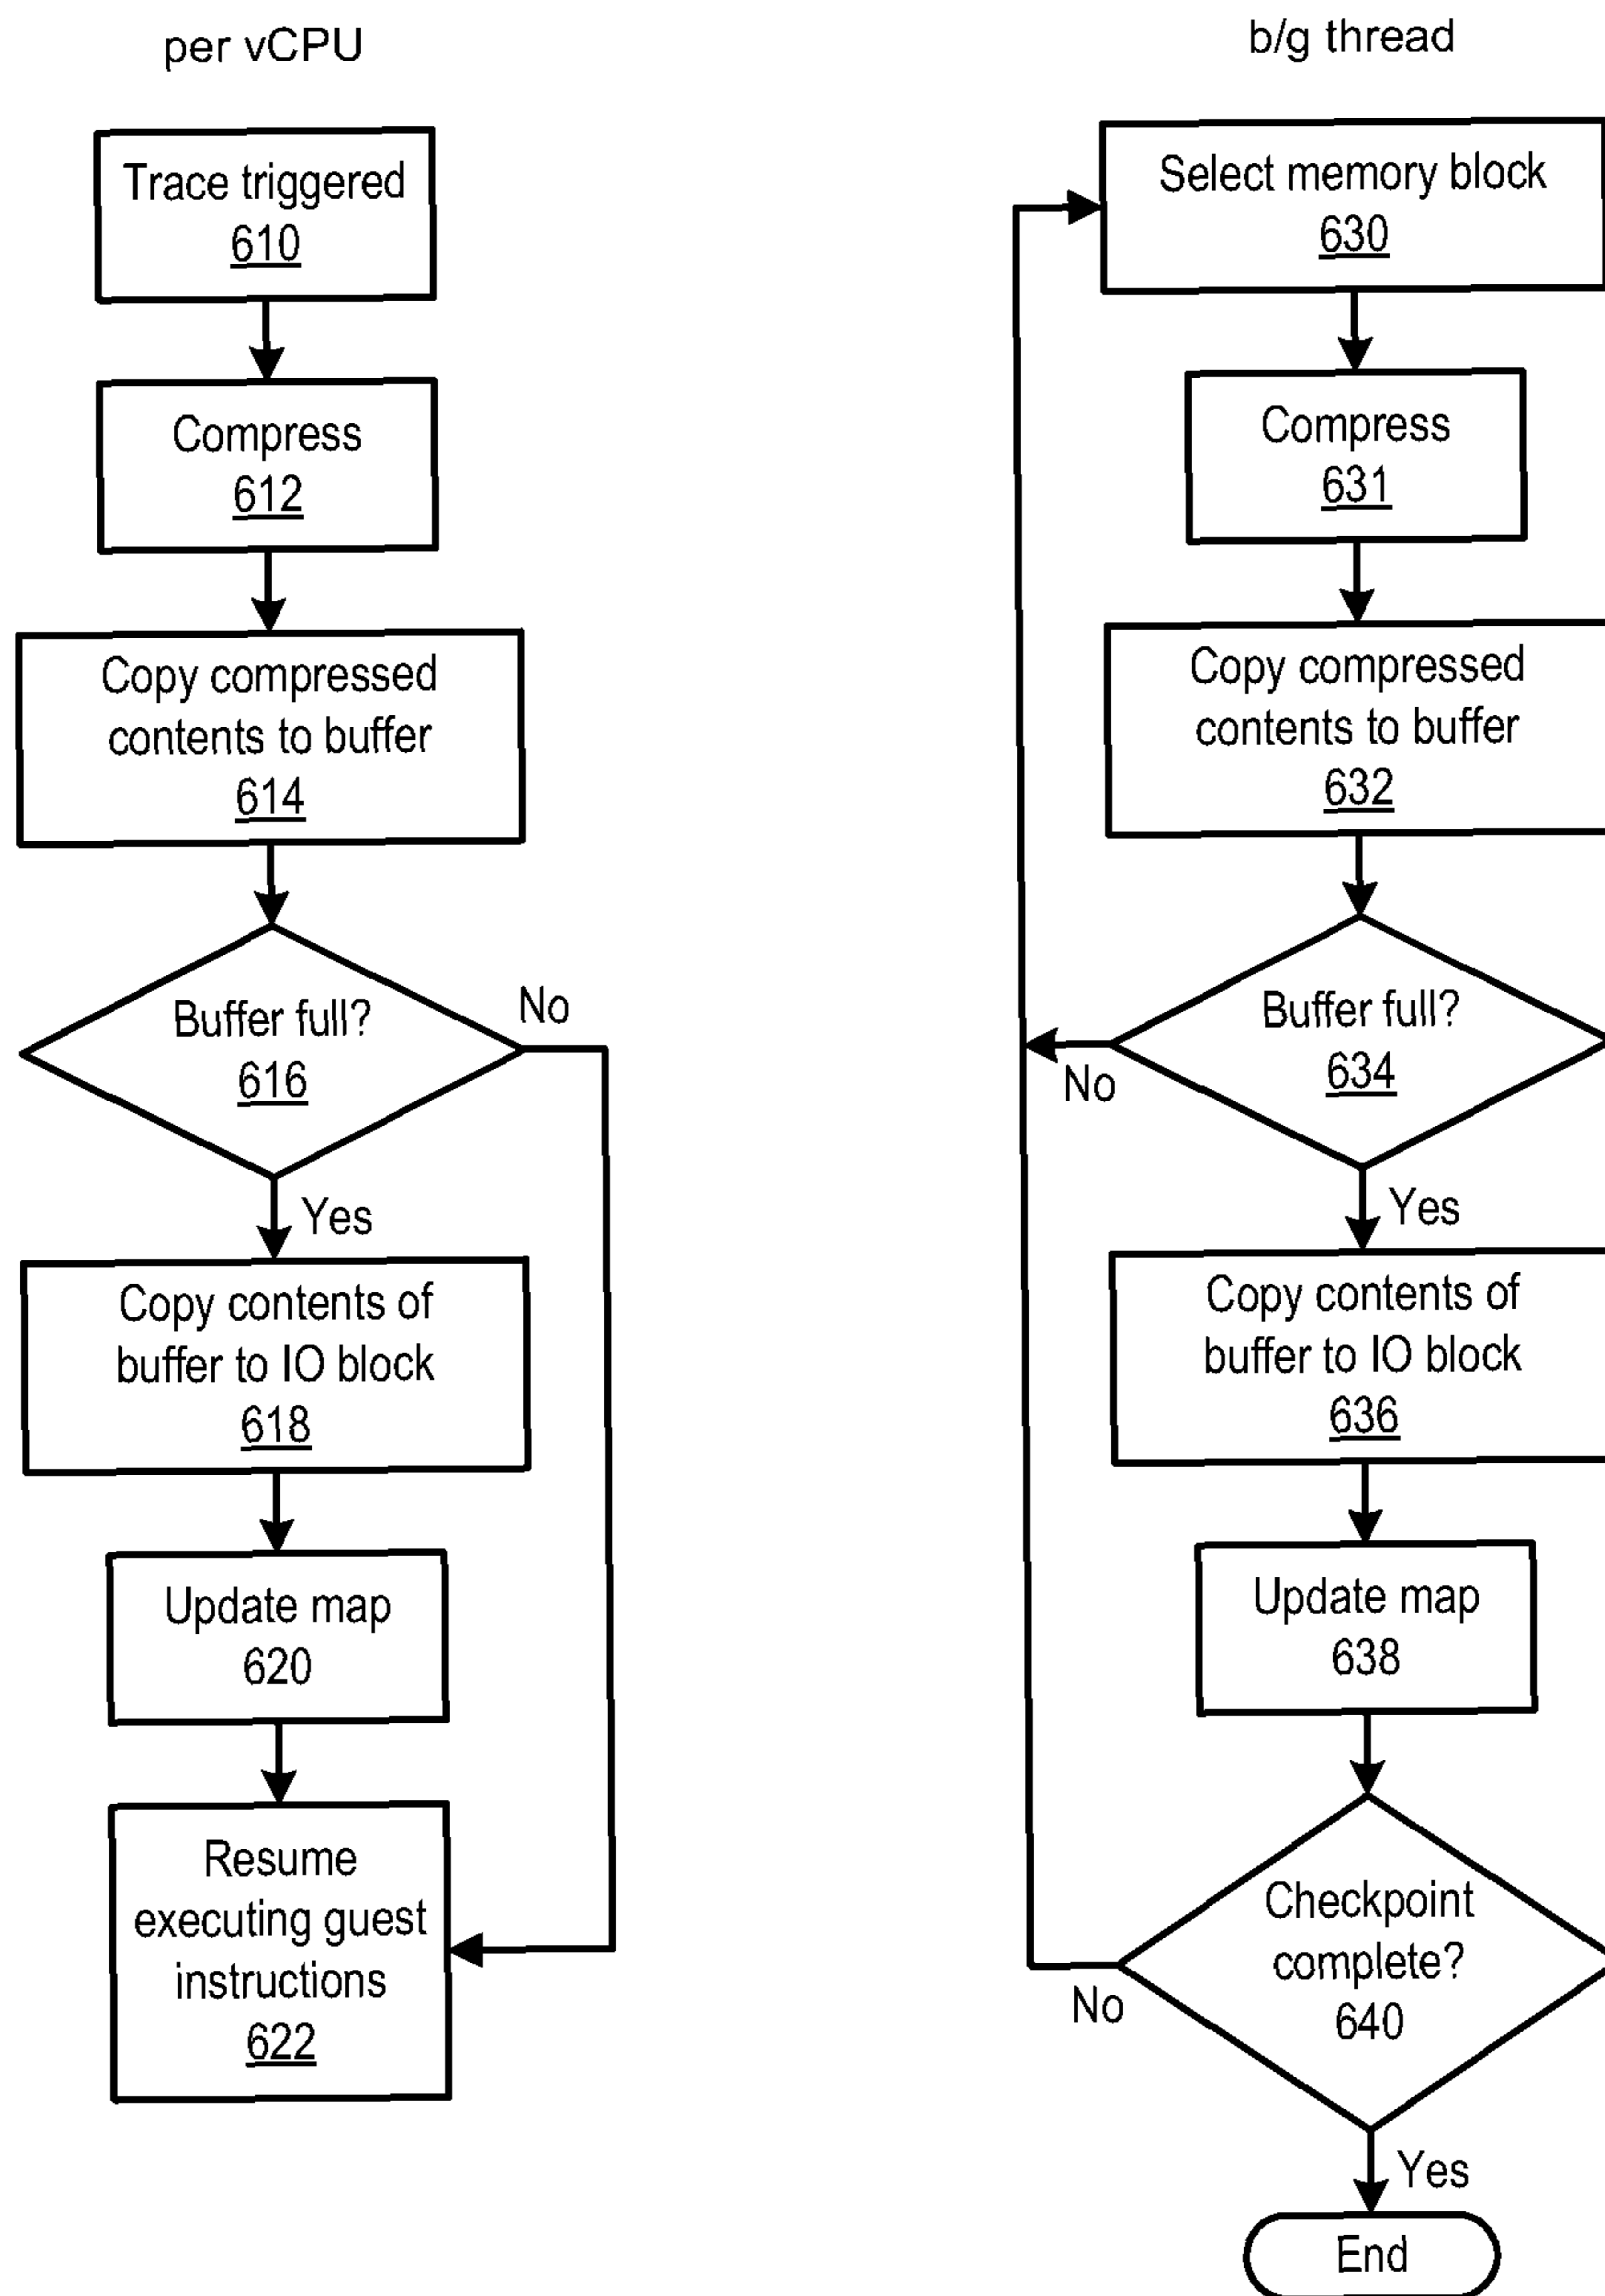 per vCPU
Trace triggered
610
Compress
612
Copy compressed
contents to buffer
614
Buffer full?
616
No
Yes
Copy contents of
buffer to IO block
618
Update map
620
Resume
executing guest
instructions
622
b/g thread
Select memory block
630
Compress
631
Copy compressed
contents to buffer
632
Buffer full?
634
No
Yes
Copy contents of
buffer to IO block
636
Update map
638
Checkpoint
complete?
640
No
Yes
End